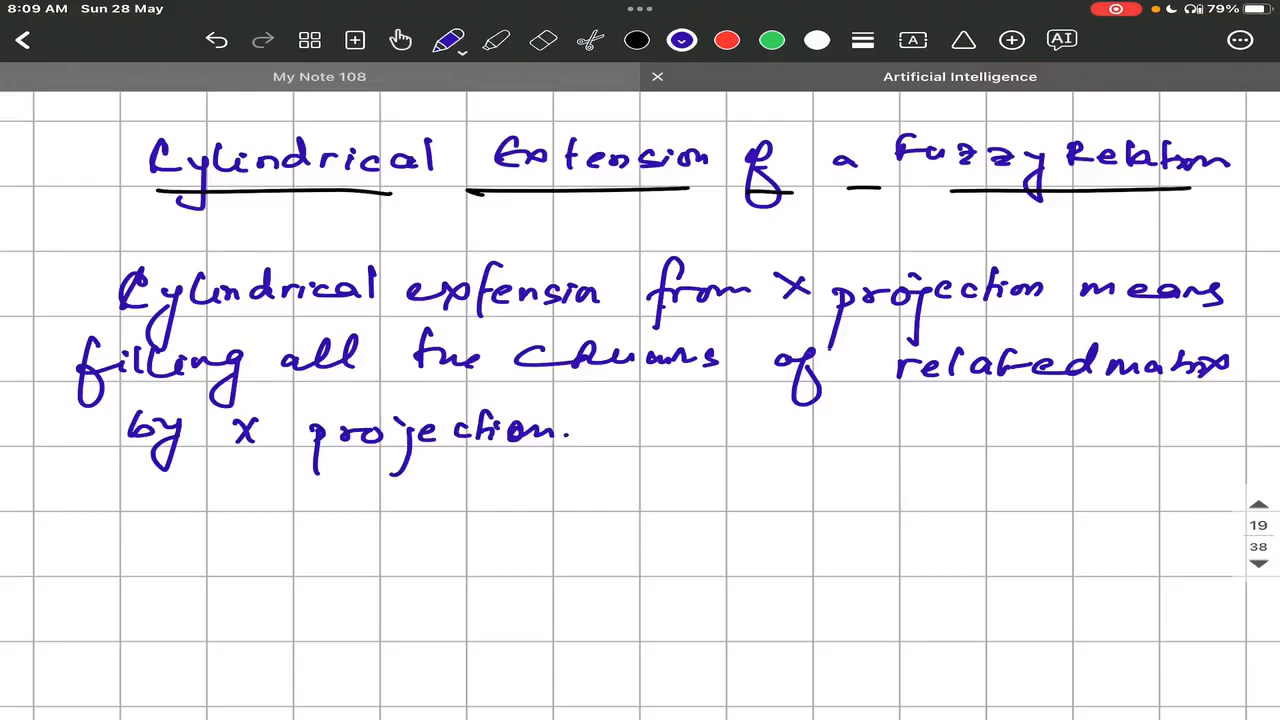 8:09 AM Sun 28 May 79%
A AI
My Note 108 Artificial Intelligence
Cylindrical Extension of a Fuzzy Relation
Cylindrical extension from X projection means
filling all the columns of related matrix
by X projection.
19
38